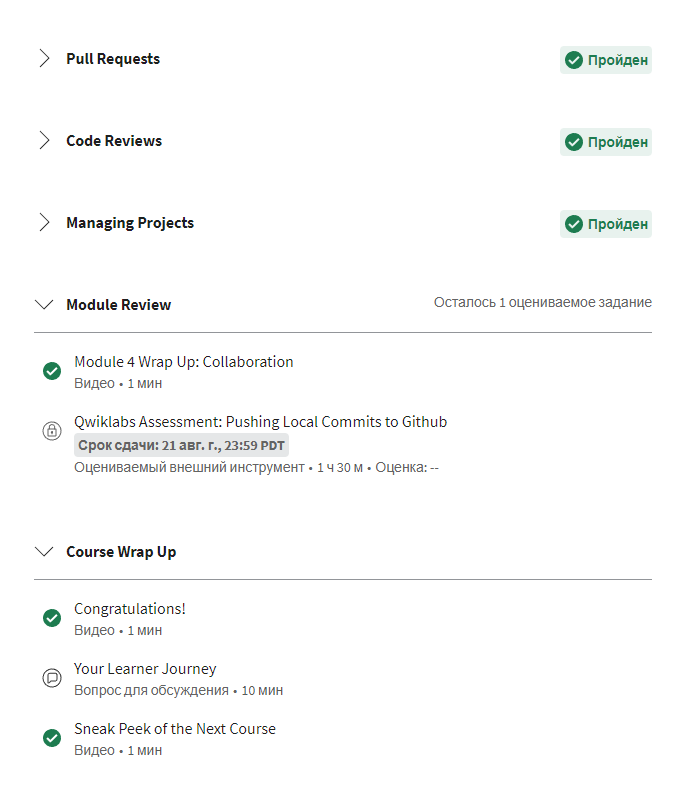 Pull Requests
Пройден
Code Reviews
Пройден
Managing Projects
Пройден
Module Review
Осталось 1 оцениваемое задание
Module 4 Wrap Up: Collaboration
Видео • 1 мин
Qwiklabs Assessment: Pushing Local Commits to Github
Срок сдачи: 21 авг. г., 23:59 PDT
Оцениваемый внешний инструмент • 1 ч 30 м • Оценка: --
Course Wrap Up
Congratulations!
Видео • 1 мин
Your Learner Journey
Вопрос для обсуждения • 10 мин
Sneak Peek of the Next Course
Видео • 1 мин